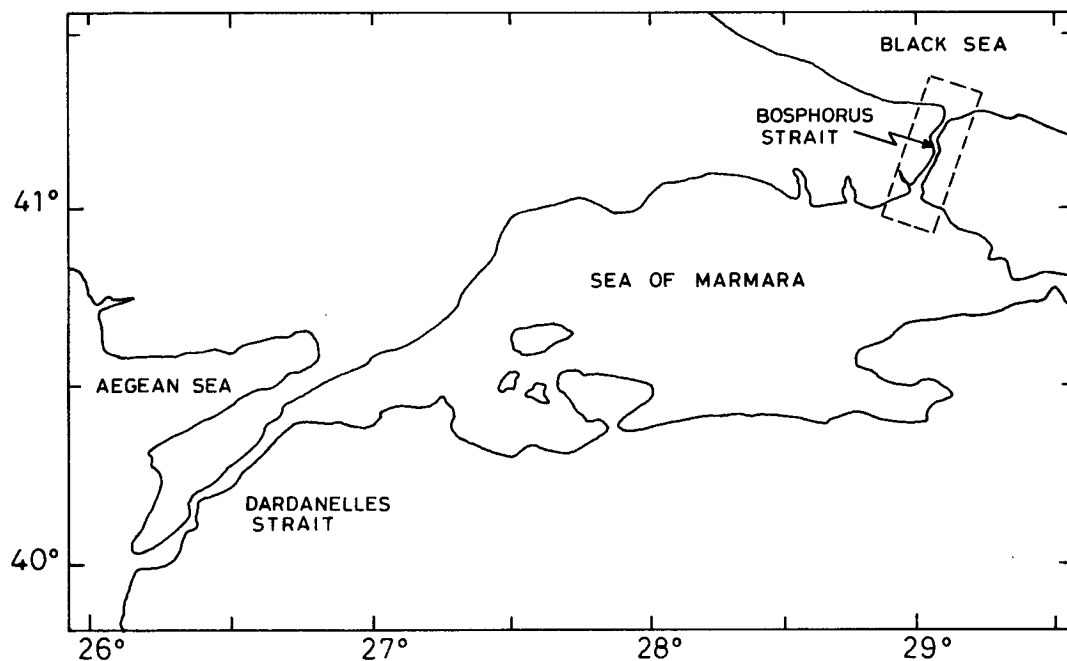 BLACK SEA
BOSPHORUS
STRAIT
41°
SEA OF MARMARA
AEGEAN SEA
DARDANELLES
STRAIT
40°
26°
27°
28°
29°